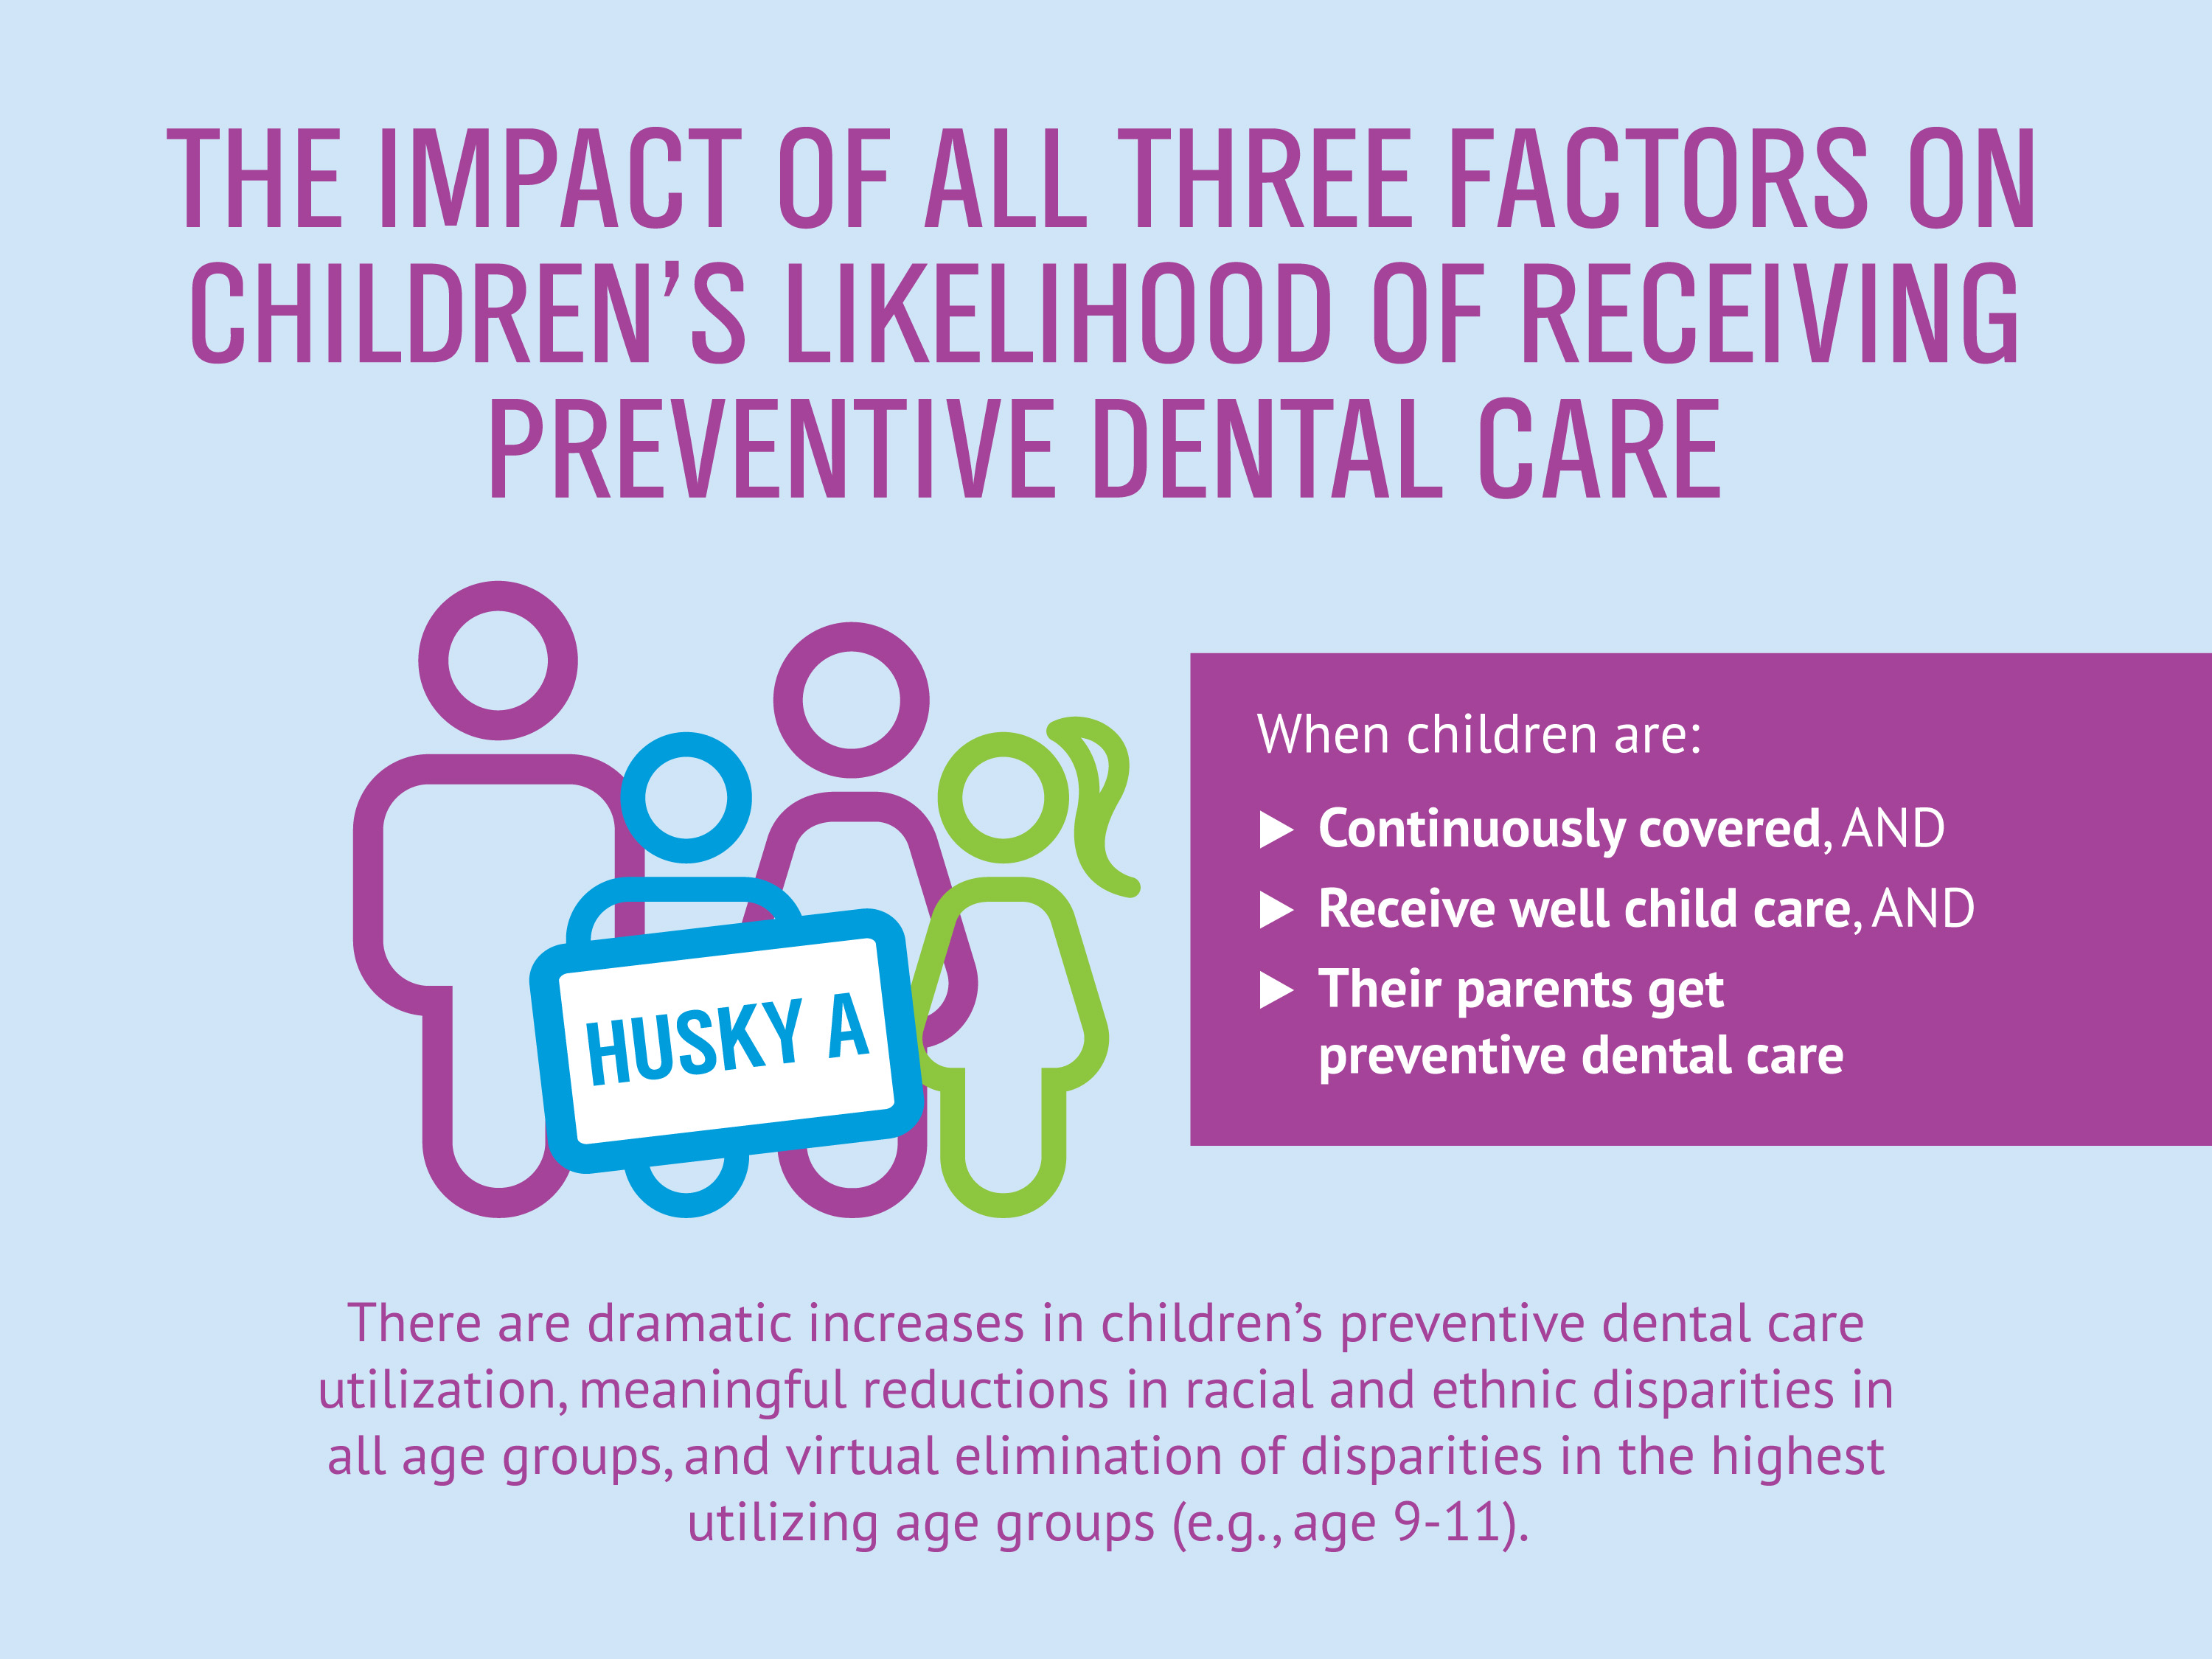 THE IMPACT OF ALL THREE FACTORS ON
CHILDREN’S LIKELIHOOD OF RECEIVING
PREVENTIVE DENTAL CARE
HUSKY A
When children are:
▶ Continuously covered, AND
▶ Receive well child care, AND
▶ Their parents get
preventive dental care
There are dramatic increases in children’s preventive dental care
utilization, meaningful reductions in racial and ethnic disparities in
all age groups, and virtual elimination of disparities in the highest
utilizing age groups (e.g., age 9-11).